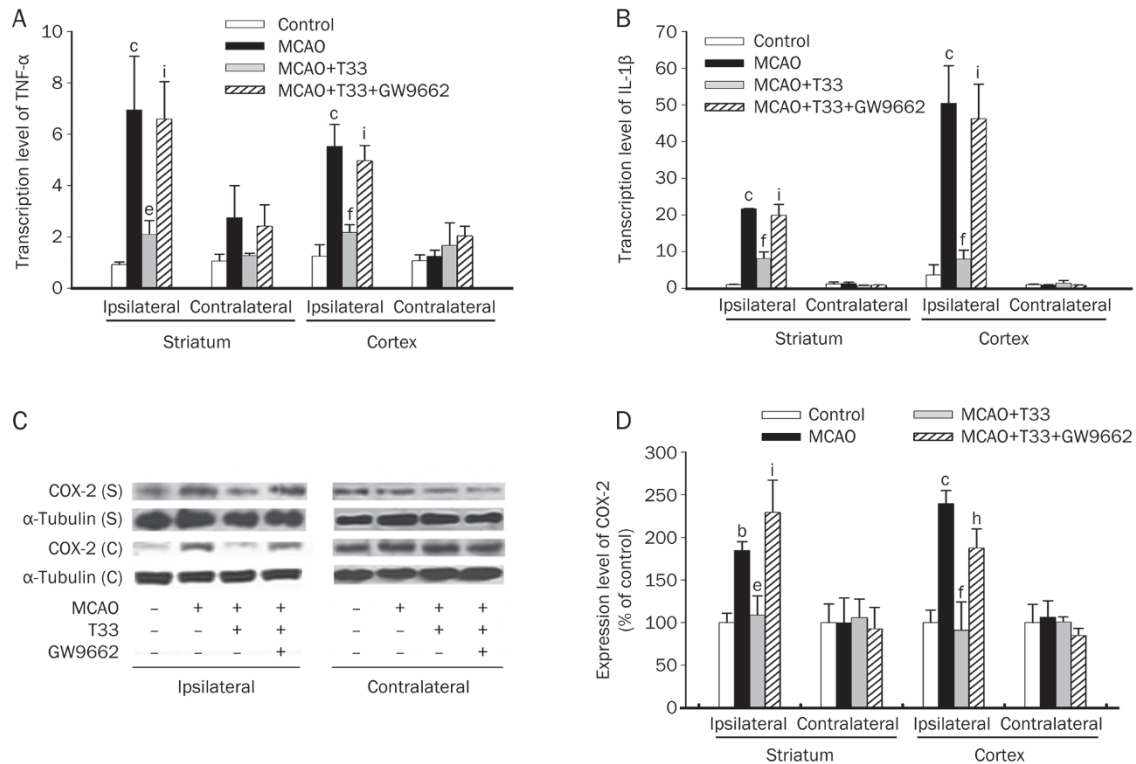 A
Transcription level of TNF-α
10
8
6
4
2
0
Control
MCAO
MCAO+T33
MCAO+T33+GW9662
c
e
i
c
f
i
Ipsilateral Contralateral Ipsilateral Contralateral
Striatum Cortex
B
Transcription level of IL-1β
70
60
50
40
30
20
10
0
Control
MCAO
MCAO+T33
MCAO+T33+GW9662
c
f
i
c
f
i
Ipsilateral Contralateral Ipsilateral Contralateral
Striatum Cortex
C
COX-2 (S)
α-Tubulin (S)
COX-2 (C)
α-Tubulin (C)
MCAO – + + + – + + +
T33 – – + + – – + +
GW9662 – – – + – – – +
Ipsilateral Contralateral
D
Control MCAO+T33
MCAO MCAO+T33+GW9662
Expression level of COX-2
(% of control)
300
250
200
150
100
50
0
b
e
i
c
f
h
Ipsilateral Contralateral Ipsilateral Contralateral
Striatum Cortex